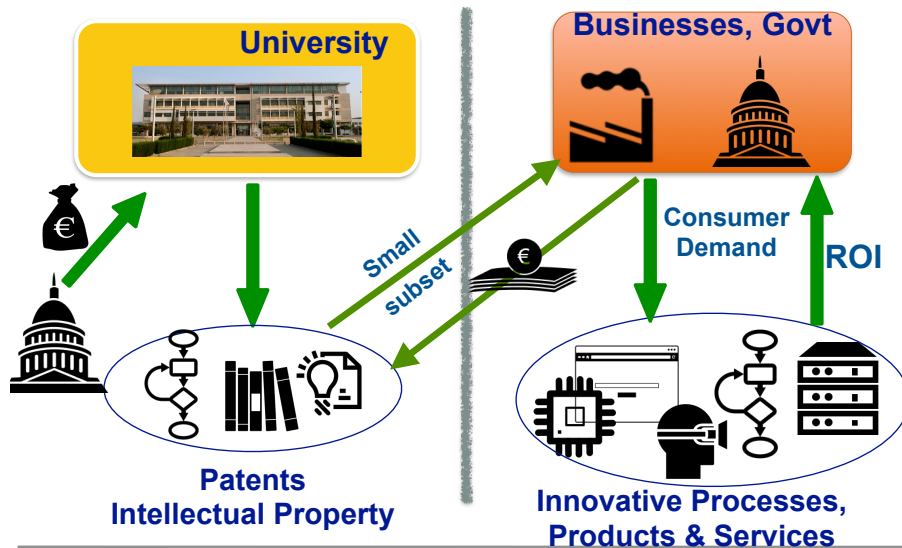 University
Businesses, Govt
€
Small
subset
€
Consumer
Demand
ROI
Patents
Intellectual Property
Innovative Processes,
Products & Services